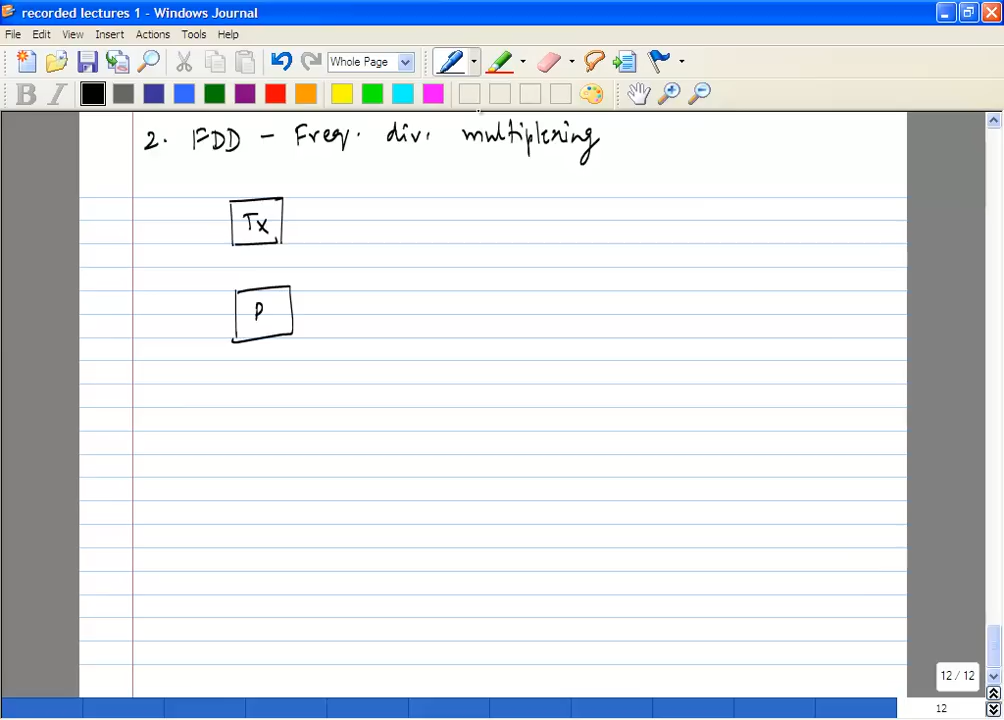 recorded lectures 1 - Windows Journal
File Edit View Insert Actions Tools Help
Whole Page
B I
2. FDD - Freq. div. multiplexing
Tx
P
12 / 12
12